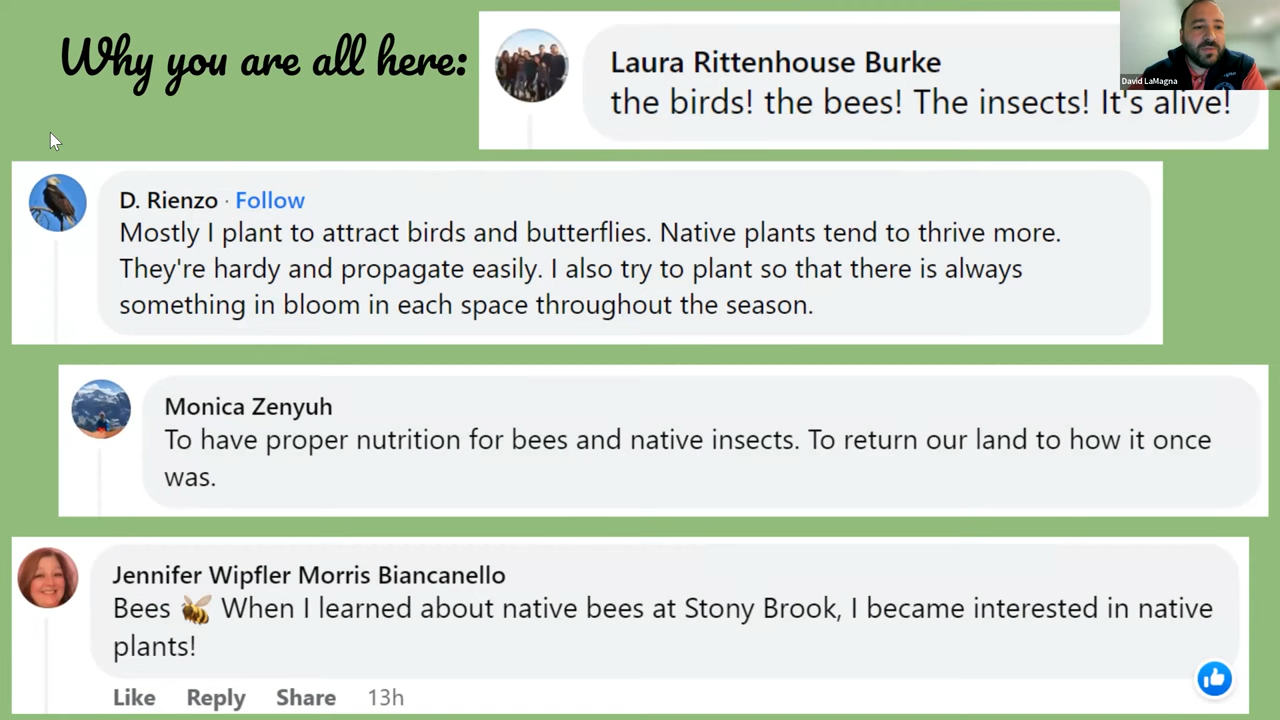 Why you are all here:
Laura Rittenhouse Burke
the birds! the bees! The insects! It's alive!
David LaMagna
D. Rienzo · Follow
Mostly I plant to attract birds and butterflies. Native plants tend to thrive more.
They're hardy and propagate easily. I also try to plant so that there is always
something in bloom in each space throughout the season.
Monica Zenyuh
To have proper nutrition for bees and native insects. To return our land to how it once
was.
Jennifer Wipfler Morris Biancanello
Bees 🐝 When I learned about native bees at Stony Brook, I became interested in native
plants!
Like Reply Share 13h